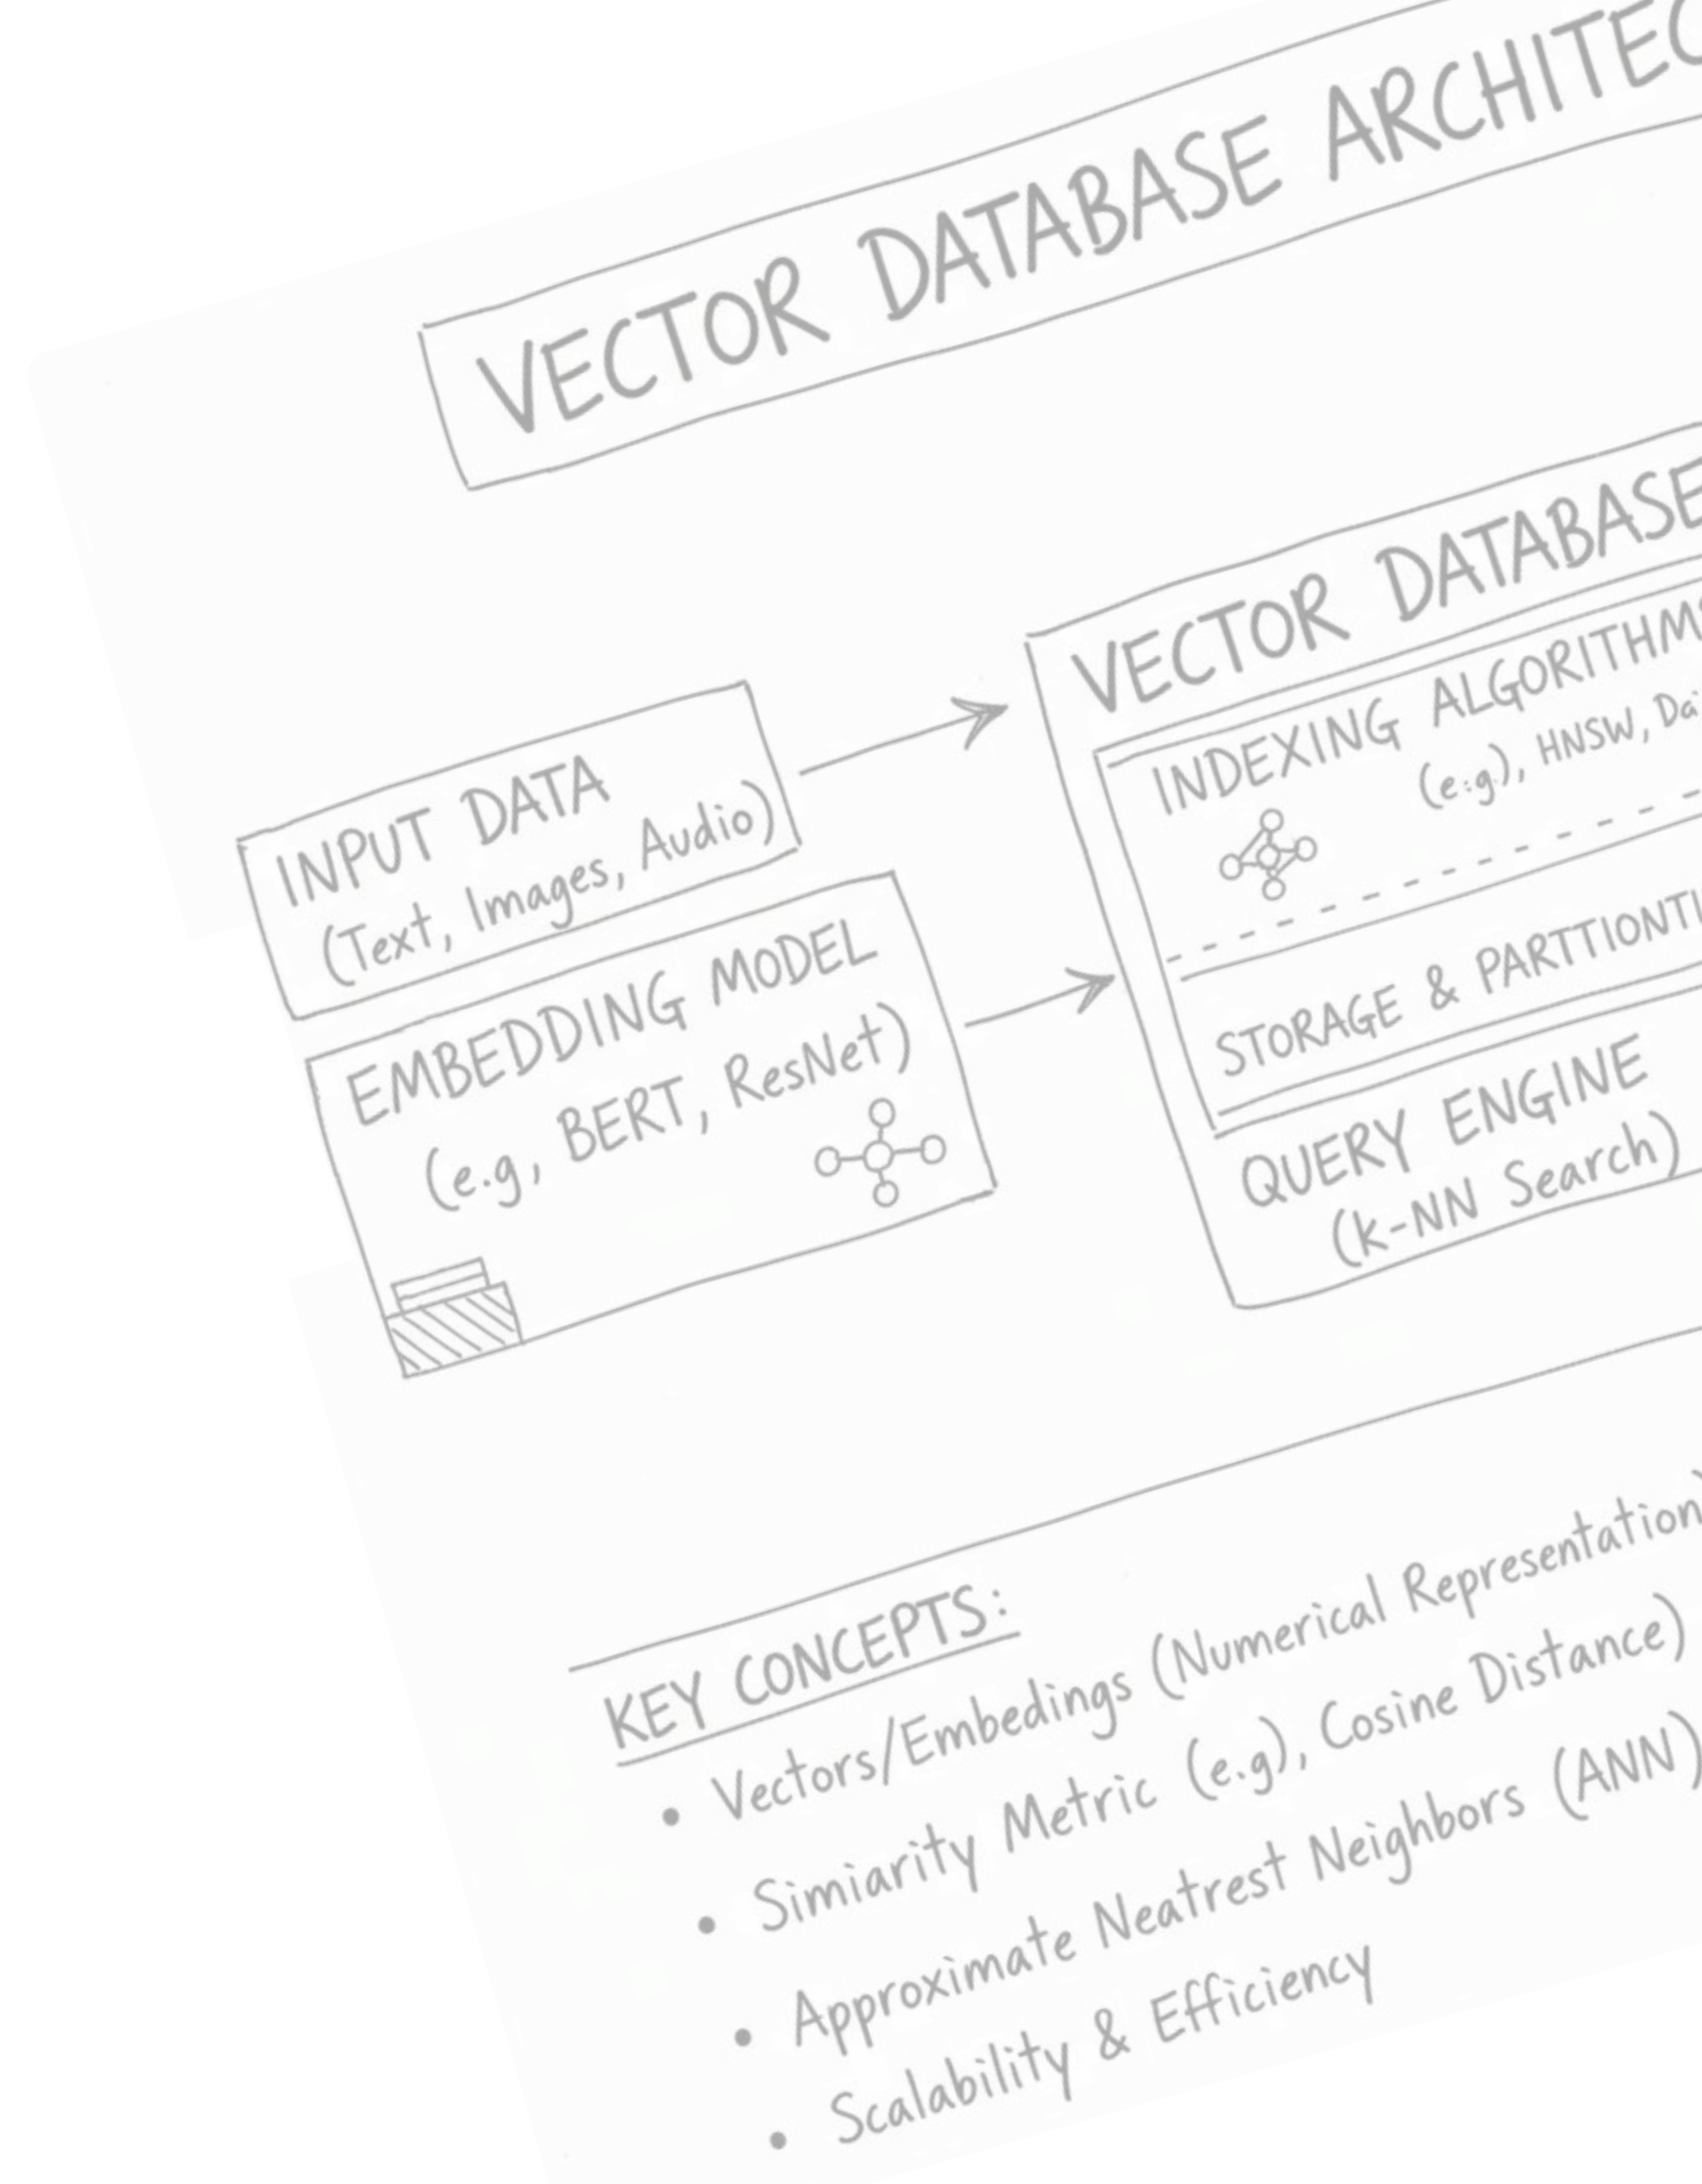 VECTOR DATABASE ARCHITEC
INPUT DATA
(Text, Images, Audio)
EMBEDDING MODEL
(e.g, BERT, ResNet)
VECTOR DATABASE
INDEXING ALGORITHMS
(e.g.), HNSW, Da
STORAGE & PARTTIONTI
QUERY ENGINE
(k-NN Search)
KEY CONCEPTS:
• Vectors/Embedings (Numerical Representation)
• Simiarity Metric (e.g), Cosine Distance)
• Approximate Neatrest Neighbors (ANN)
• Scalability & Efficiency